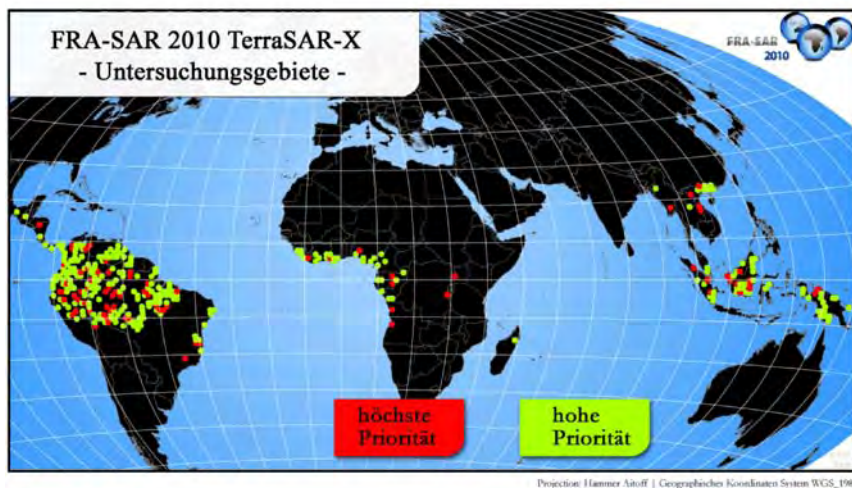 FRA-SAR 2010 TerraSAR-X
- Untersuchungsgebiete -
FRA-SAR
2010
höchste
Priorität
hohe
Priorität
Projection: Hammer Aitoff | Geographisches Koordinaten System WGS_198